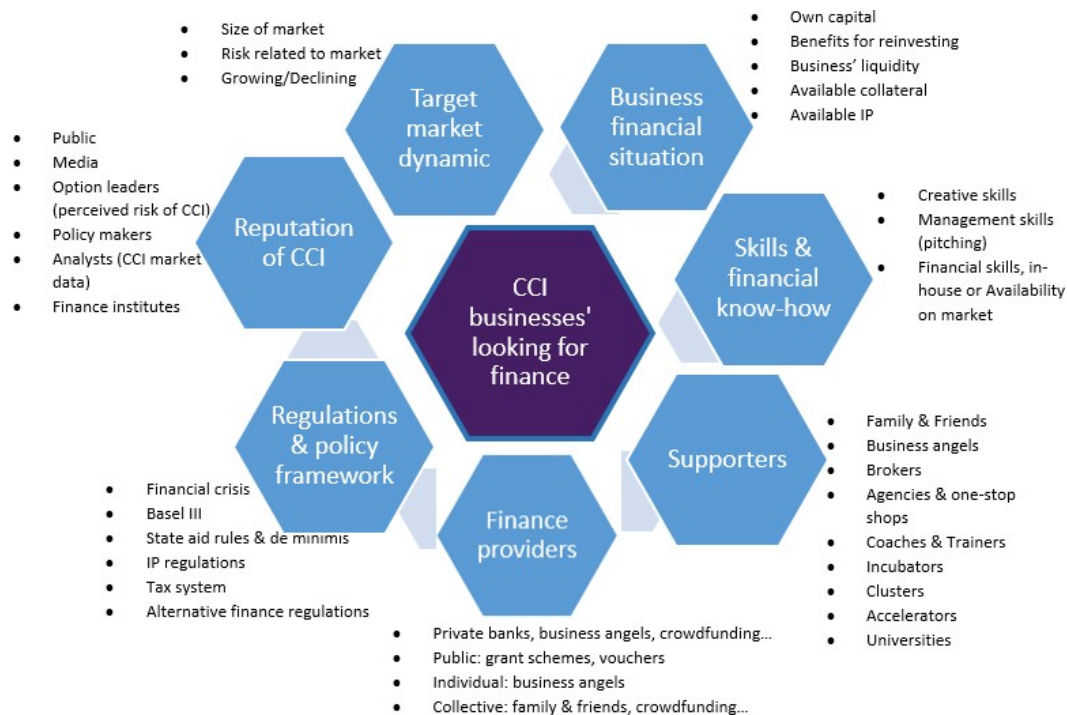 • Size of market
• Risk related to market
• Growing/Declining
Target
market
dynamic
• Own capital
• Benefits for reinvesting
• Business’ liquidity
• Available collateral
• Available IP
Business
financial
situation
• Public
• Media
• Option leaders
(perceived risk of CCI)
• Policy makers
• Analysts (CCI market
data)
• Finance institutes
Reputation
of CCI
• Creative skills
• Management skills
(pitching)
• Financial skills, in-
house or Availability
on market
Skills &
financial
know-how
CCI
businesses'
looking for
finance
Regulations
& policy
framework
• Financial crisis
• Basel III
• State aid rules & de minimis
• IP regulations
• Tax system
• Alternative finance regulations
Supporters
• Family & Friends
• Business angels
• Brokers
• Agencies & one-stop
shops
• Coaches & Trainers
• Incubators
• Clusters
• Accelerators
• Universities
Finance
providers
• Private banks, business angels, crowdfunding…
• Public: grant schemes, vouchers
• Individual: business angels
• Collective: family & friends, crowdfunding…